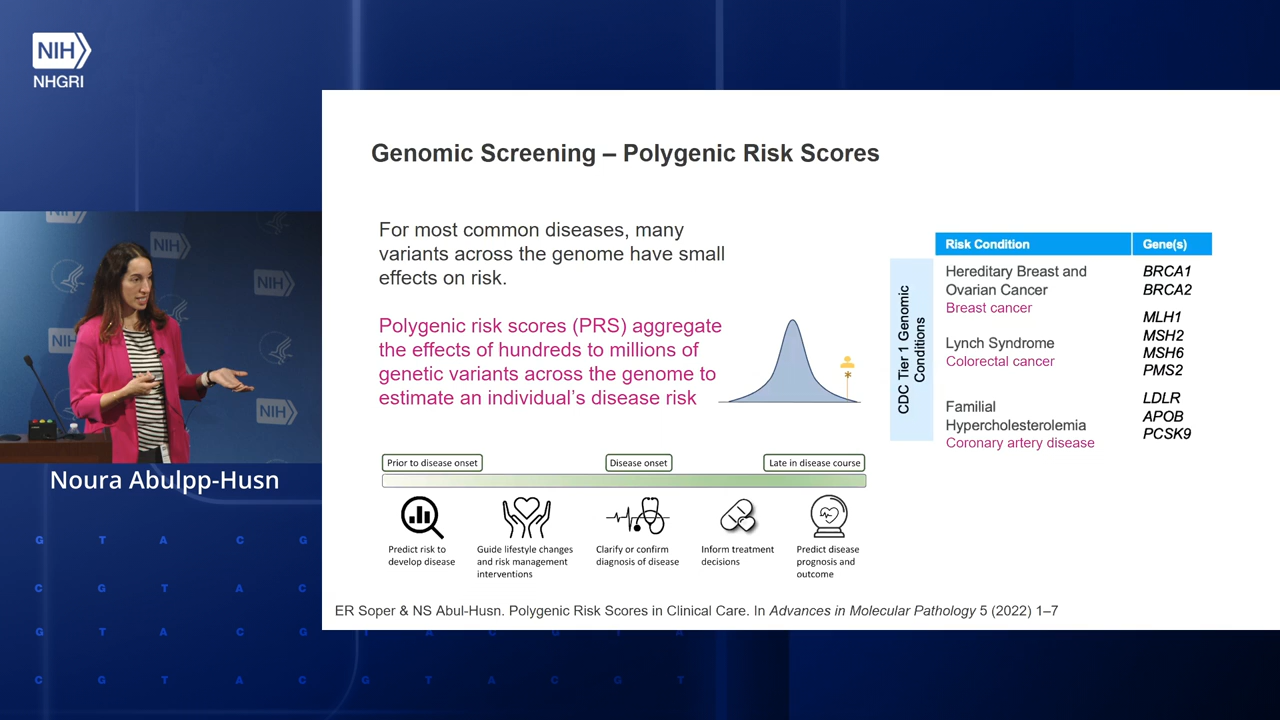 NIH
NHGRI
Genomic Screening – Polygenic Risk Scores
For most common diseases, many
variants across the genome have small
effects on risk.
Polygenic risk scores (PRS) aggregate
the effects of hundreds to millions of
genetic variants across the genome to
estimate an individual's disease risk
*
CDC Tier 1 Genomic
Conditions
Risk Condition Gene(s)
Hereditary Breast and
Ovarian Cancer
Breast cancer
BRCA1
BRCA2
Lynch Syndrome
Colorectal cancer
MLH1
MSH2
MSH6
PMS2
Familial
Hypercholesterolemia
Coronary artery disease
LDLR
APOB
PCSK9
Prior to disease onset
Disease onset
Late in disease course
Predict risk to
develop disease
Guide lifestyle changes
and risk management
interventions
Clarify or confirm
diagnosis of disease
Inform treatment
decisions
Predict disease
prognosis and
outcome
ER Soper & NS Abul-Husn. Polygenic Risk Scores in Clinical Care. In Advances in Molecular Pathology 5 (2022) 1–7
NIH
NIH
NIH
NIH
NIH
Noura Abulpp-Husn
G T A C G
C G T A C
G T A C G T A C G T A
C G T A C G T A C G T